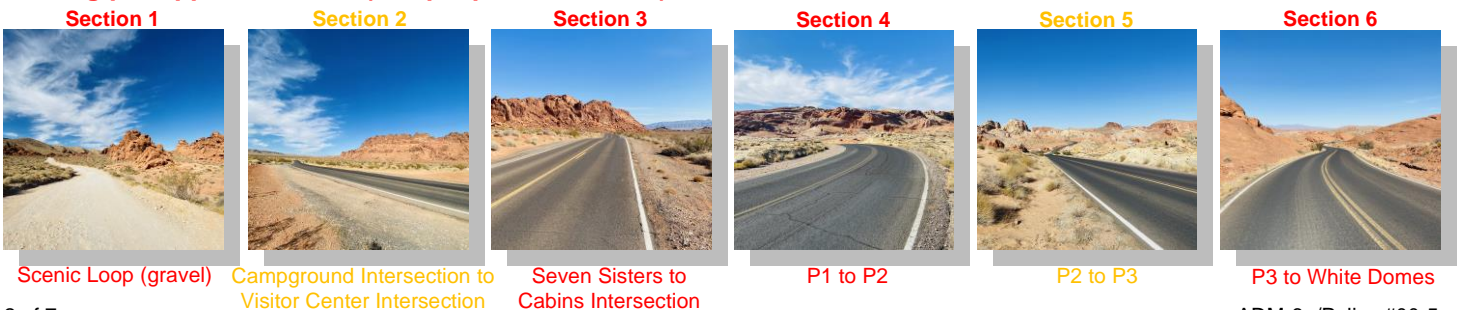 Section 1
Section 2
Section 3
Section 4
Section 5
Section 6
Scenic Loop (gravel)
Campground Intersection to
Visitor Center Intersection
Seven Sisters to
Cabins Intersection
P1 to P2
P2 to P3
P3 to White Domes